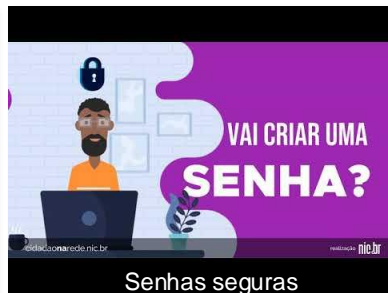 VAI CRIAR UMA
SENHA?
cidadaonarede.nic.br
realização nic.br
Senhas seguras